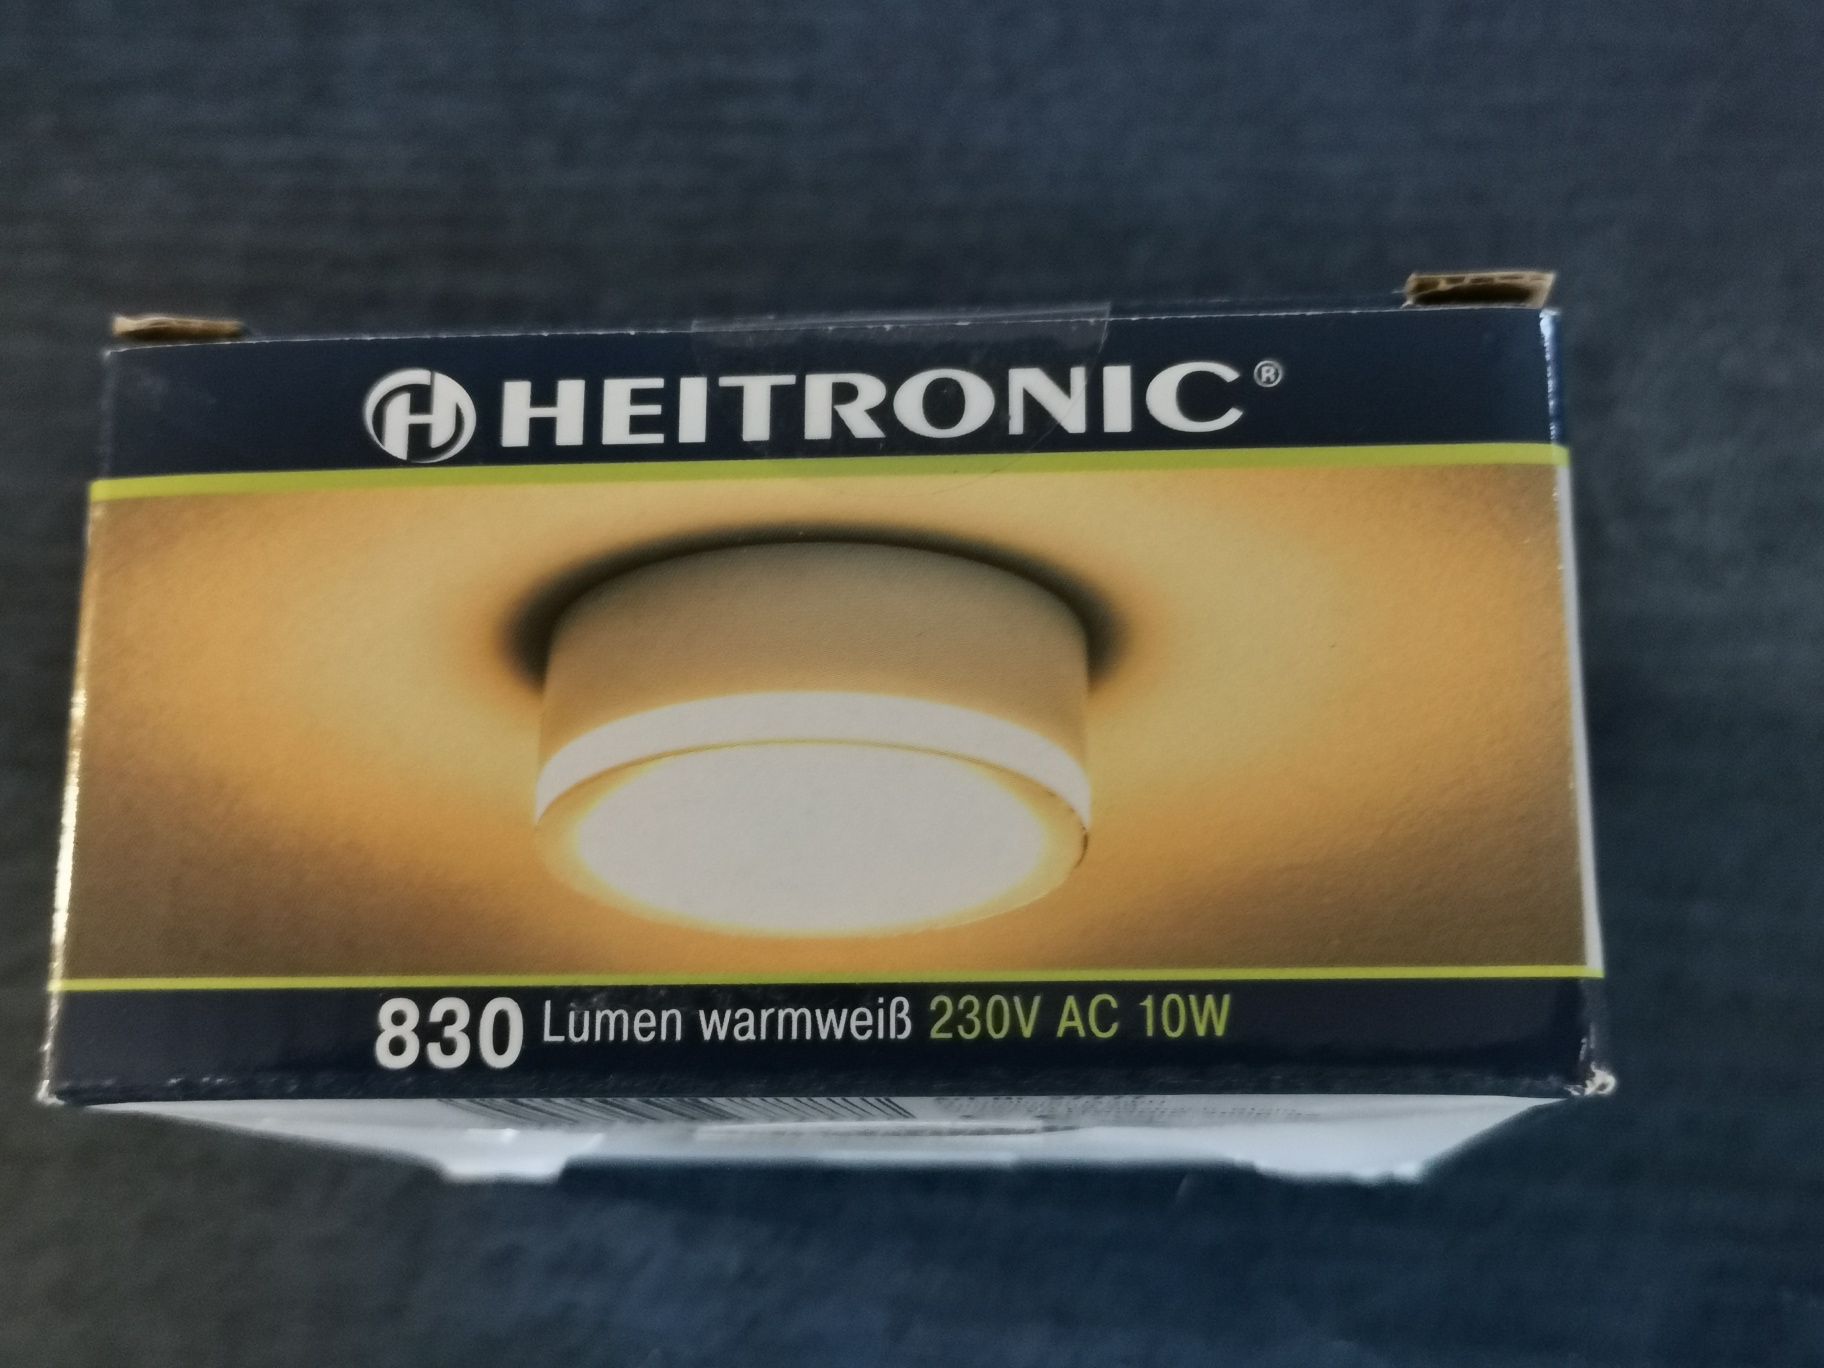 HEITRONIC®
830 Lumen warmweiß 230V AC 10W